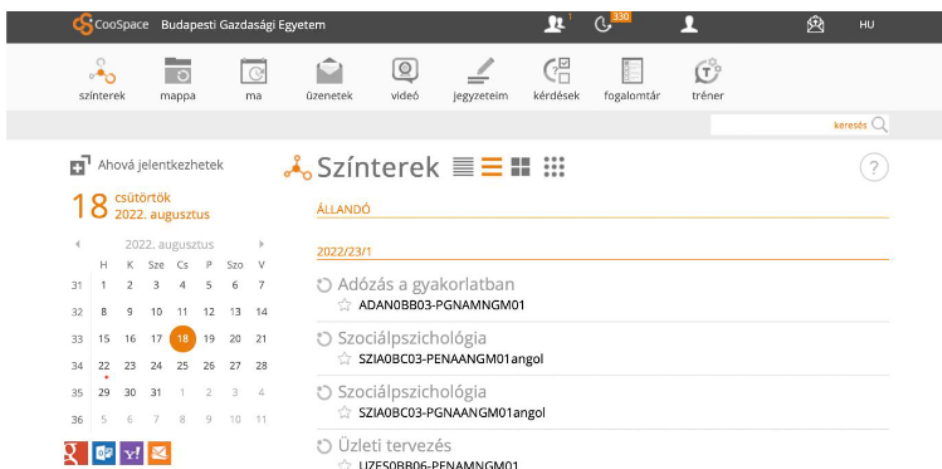 CooSpace Budapesti Gazdasági Egyetem 1 330 HU
színterek mappa ma üzenetek videó jegyzeteim kérdések fogalomtár tréner
keresés
Ahová jelentkezhetek
18 csütörtök
2022. augusztus
2022. augusztus
H K Sze Cs P Szo V
31 1 2 3 4 5 6 7
32 8 9 10 11 12 13 14
33 15 16 17 18 19 20 21
34 22 23 24 25 26 27 28
35 29 30 31 1 2 3 4
36 5 6 7 8 9 10 11
Színterek ?
ÁLLANDÓ
2022/23/1
Adózás a gyakorlatban
ADAN0BB03-PGNAMNGM01
Szociálpszichológia
SZIA0BC03-PENAANGM01angol
Szociálpszichológia
SZIA0BC03-PGNAANGM01angol
Üzleti tervezés
UZES0BB06-PENAMNGM01